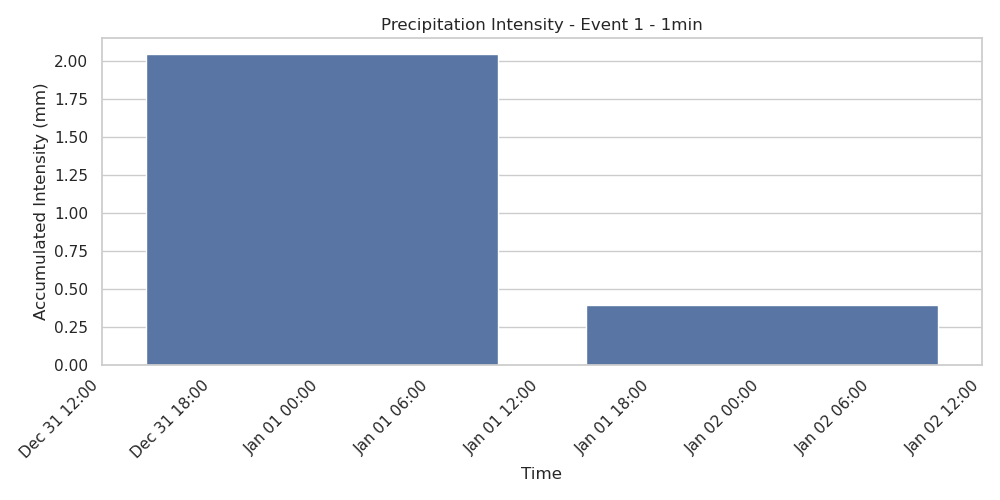 Precipitation Intensity - Event 1 - 1min
Accumulated Intensity (mm)
2.00
1.75
1.50
1.25
1.00
0.75
0.50
0.25
0.00
Dec 31 12:00
Dec 31 18:00
Jan 01 00:00
Jan 01 06:00
Jan 01 12:00
Jan 01 18:00
Jan 02 00:00
Jan 02 06:00
Jan 02 12:00
Time